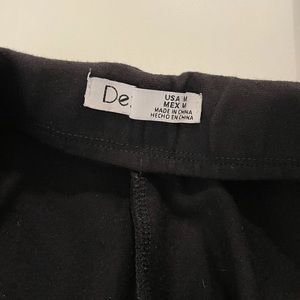 De.
USA M
MEX M
MADE IN CHINA
HECHO EN CHINA